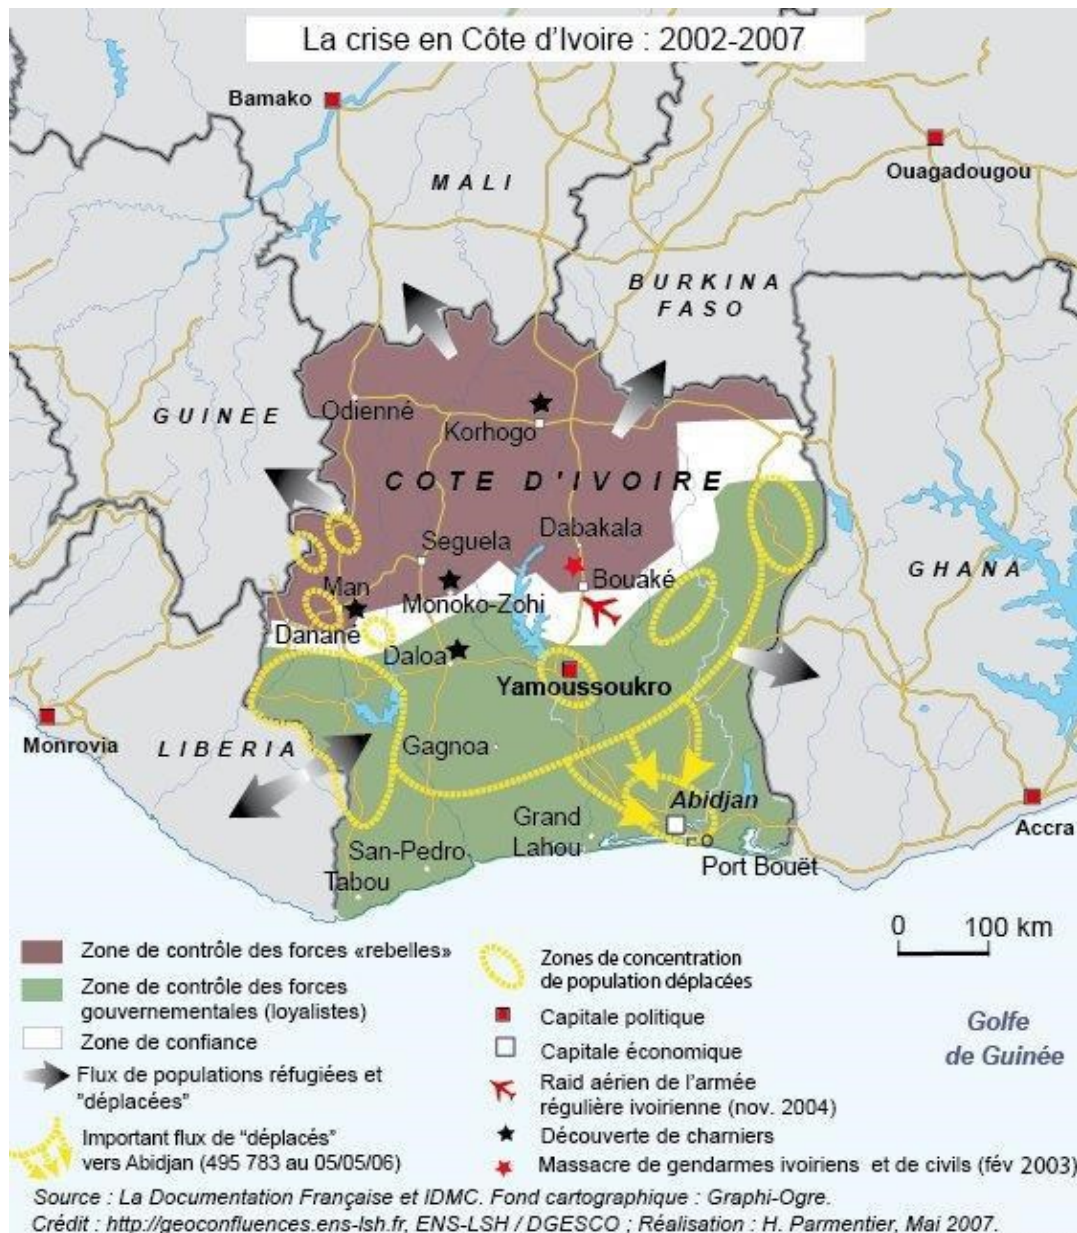 La crise en Côte d'Ivoire : 2002-2007
Bamako
Ouagadougou
MALI
BURKINA
FASO
GUINEE
Odienné
Korhogo
COTE D'IVOIRE
Seguela
Dabakala
Man
Monoko-Zohi
Bouaké
GHANA
Danané
Daloa
Yamoussoukro
Monrovia
LIBERIA
Gagnoa
Abidjan
Grand
Lahou
Accra
San-Pedro
Port Bouët
Tabou
0 100 km
Zone de contrôle des forces «rebelles»
Zone de contrôle des forces
gouvernementales (loyalistes)
Zone de confiance
Flux de populations réfugiées et
"déplacées"
Important flux de "déplacés"
vers Abidjan (495 783 au 05/05/06)
Zones de concentration
de population déplacées
Capitale politique
Capitale économique
Raid aérien de l'armée
régulière ivoirienne (nov. 2004)
Découverte de charniers
Massacre de gendarmes ivoiriens et de civils (fév 2003)
Golfe
de Guinée
Source : La Documentation Française et IDMC. Fond cartographique : Graphi-Ogre.
Crédit : http://geoconfluences.ens-lsh.fr, ENS-LSH / DGESCO ; Réalisation : H. Parmentier, Mai 2007.